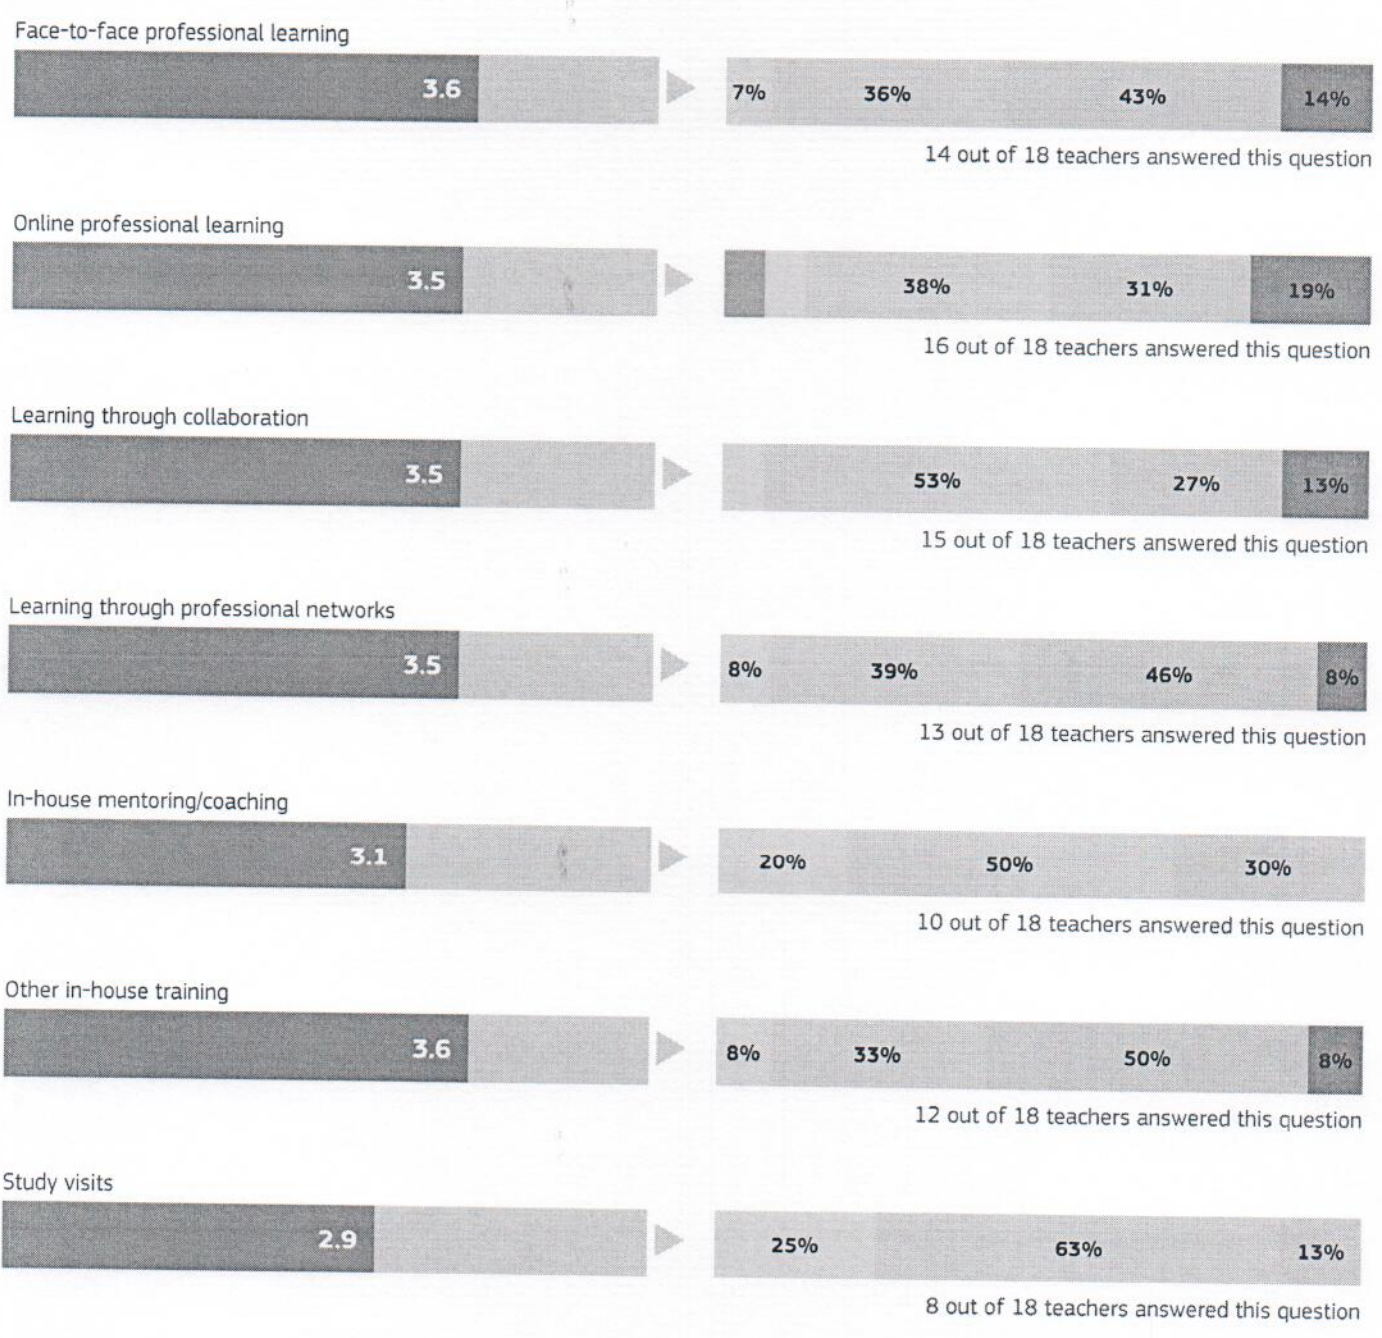 Face-to-face professional learning
3.6
7% 36% 43% 14%
14 out of 18 teachers answered this question
Online professional learning
3.5
38% 31% 19%
16 out of 18 teachers answered this question
Learning through collaboration
3.5
53% 27% 13%
15 out of 18 teachers answered this question
Learning through professional networks
3.5
8% 39% 46% 8%
13 out of 18 teachers answered this question
In-house mentoring/coaching
3.1
20% 50% 30%
10 out of 18 teachers answered this question
Other in-house training
3.6
8% 33% 50% 8%
12 out of 18 teachers answered this question
Study visits
2.9
25% 63% 13%
8 out of 18 teachers answered this question